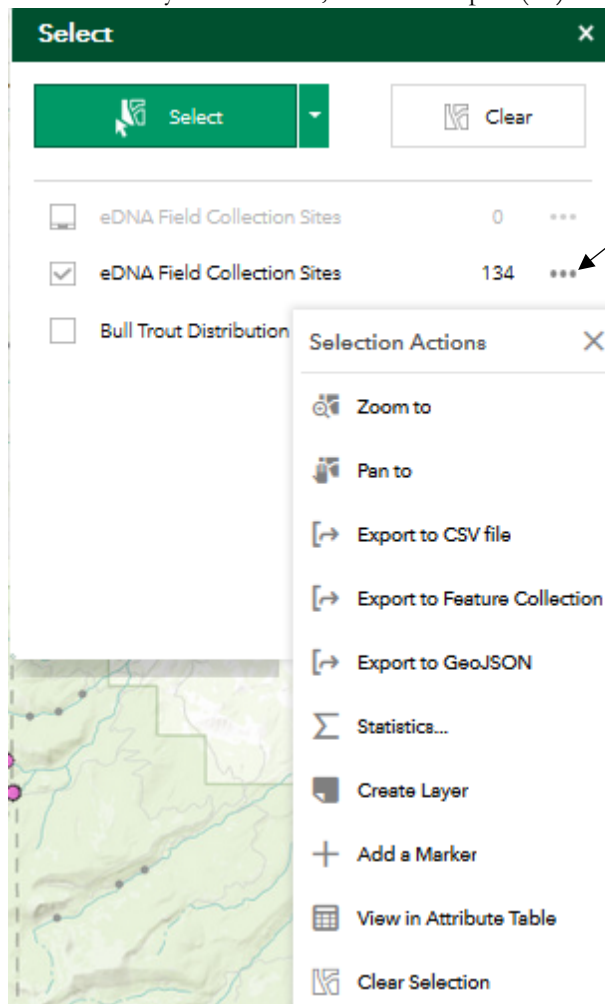 Select
Select
Clear
eDNA Field Collection Sites 0
eDNA Field Collection Sites 134
Bull Trout Distribution
Selection Actions
Zoom to
Pan to
Export to CSV file
Export to Feature Collection
Export to GeoJSON
Statistics...
Create Layer
Add a Marker
View in Attribute Table
Clear Selection